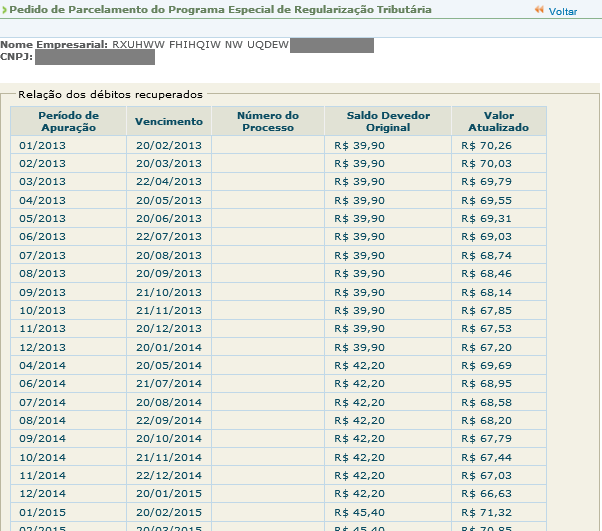 Pedido de Parcelamento do Programa Especial de Regularização Tributária Voltar
Nome Empresarial: RXUHWW FHIHQIW NW UQDEW
CNPJ:
Relação dos débitos recuperados
Período de Apuração Vencimento Número do Processo Saldo Devedor Original Valor Atualizado
01/2013 20/02/2013 R$ 39,90 R$ 70,26
02/2013 20/03/2013 R$ 39,90 R$ 70,03
03/2013 22/04/2013 R$ 39,90 R$ 69,79
04/2013 20/05/2013 R$ 39,90 R$ 69,55
05/2013 20/06/2013 R$ 39,90 R$ 69,31
06/2013 22/07/2013 R$ 39,90 R$ 69,03
07/2013 20/08/2013 R$ 39,90 R$ 68,74
08/2013 20/09/2013 R$ 39,90 R$ 68,46
09/2013 21/10/2013 R$ 39,90 R$ 68,14
10/2013 21/11/2013 R$ 39,90 R$ 67,85
11/2013 20/12/2013 R$ 39,90 R$ 67,53
12/2013 20/01/2014 R$ 39,90 R$ 67,20
04/2014 20/05/2014 R$ 42,20 R$ 69,69
06/2014 21/07/2014 R$ 42,20 R$ 68,95
07/2014 20/08/2014 R$ 42,20 R$ 68,58
08/2014 22/09/2014 R$ 42,20 R$ 68,20
09/2014 20/10/2014 R$ 42,20 R$ 67,79
10/2014 21/11/2014 R$ 42,20 R$ 67,44
11/2014 22/12/2014 R$ 42,20 R$ 67,03
12/2014 20/01/2015 R$ 42,20 R$ 66,63
01/2015 20/02/2015 R$ 45,40 R$ 71,32
02/2015 20/03/2015 R$ 45,40 R$ 70,85